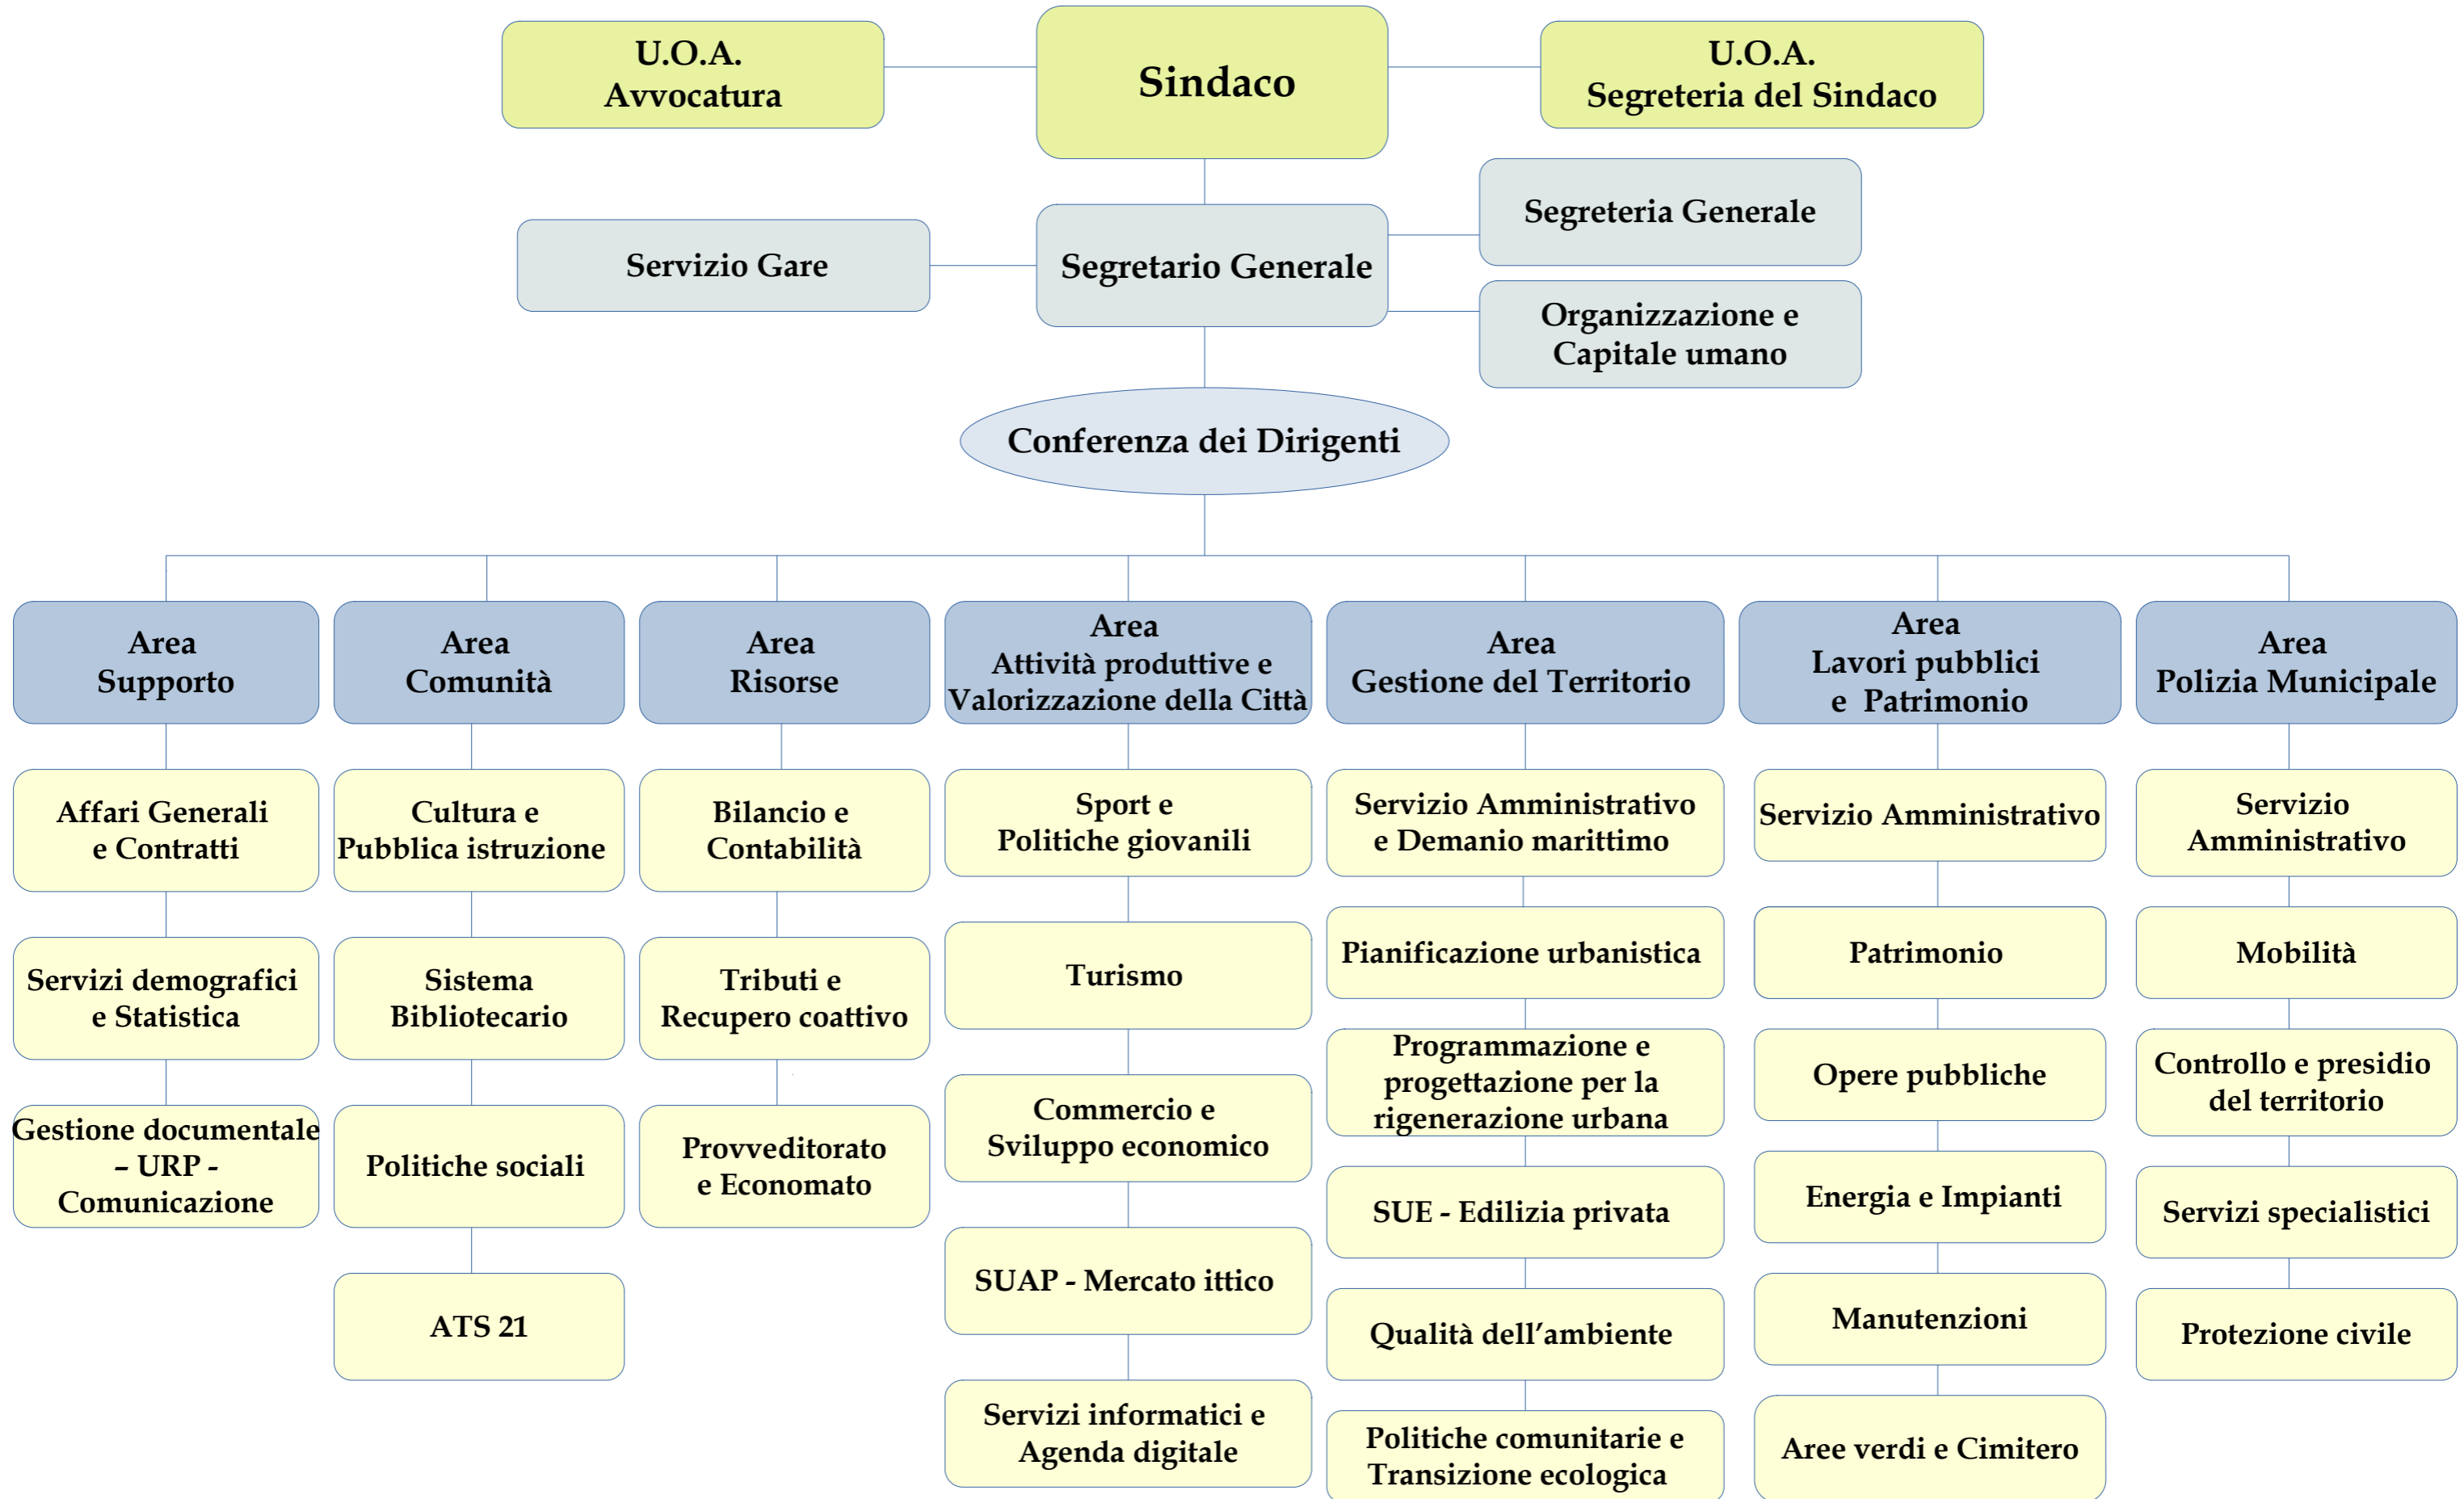 U.O.A.
Avvocatura
Sindaco
U.O.A.
Segreteria del Sindaco
Servizio Gare
Segretario Generale
Segreteria Generale
Organizzazione e
Capitale umano
Conferenza dei Dirigenti
Area
Supporto
Affari Generali
e Contratti
Servizi demografici
e Statistica
Gestione documentale
– URP -
Comunicazione
Area
Comunità
Cultura e
Pubblica istruzione
Sistema
Bibliotecario
Politiche sociali
ATS 21
Area
Risorse
Bilancio e
Contabilità
Tributi e
Recupero coattivo
Provveditorato
e Economato
Area
Attività produttive e
Valorizzazione della Città
Sport e
Politiche giovanili
Turismo
Commercio e
Sviluppo economico
SUAP - Mercato ittico
Servizi informatici e
Agenda digitale
Area
Gestione del Territorio
Servizio Amministrativo
e Demanio marittimo
Pianificazione urbanistica
Programmazione e
progettazione per la
rigenerazione urbana
SUE - Edilizia privata
Qualità dell’ambiente
Politiche comunitarie e
Transizione ecologica
Area
Lavori pubblici
e Patrimonio
Servizio Amministrativo
Patrimonio
Opere pubbliche
Energia e Impianti
Manutenzioni
Aree verdi e Cimitero
Area
Polizia Municipale
Servizio
Amministrativo
Mobilità
Controllo e presidio
del territorio
Servizi specialistici
Protezione civile